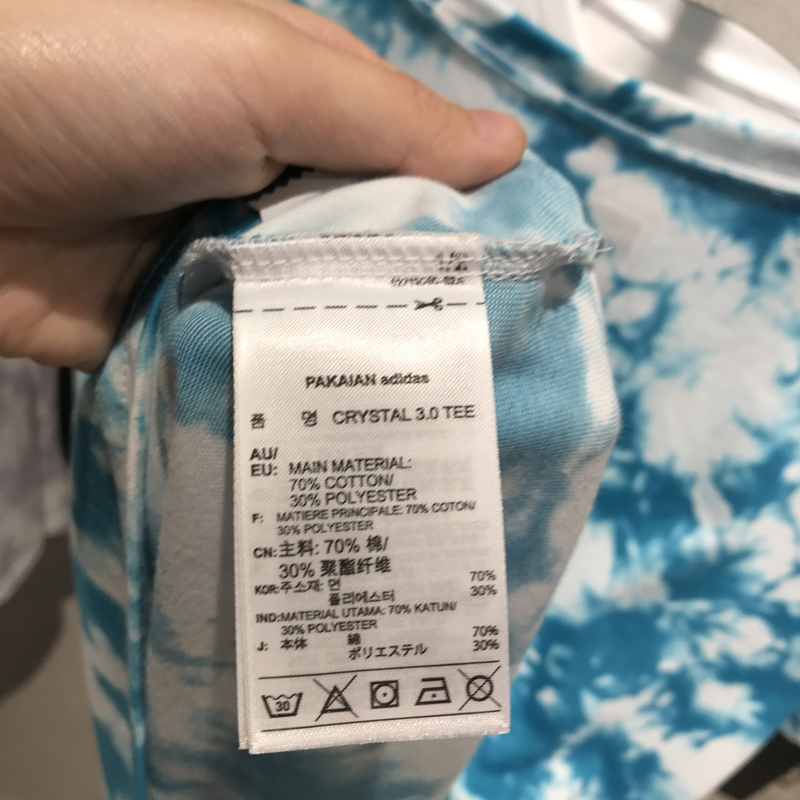 PAKAIAN adidas
품 명 CRYSTAL 3.0 TEE
AU/
EU: MAIN MATERIAL:
70% COTTON/
30% POLYESTER
F: MATIERE PRINCIPALE: 70% COTON/
30% POLYESTER
CN:主料: 70% 棉/
30% 聚酯纤维
KOR:주소재: 면 70%
폴리에스터 30%
IND:MATERIAL UTAMA: 70% KATUN/
30% POLYESTER
J: 本体 綿 70%
ポリエステル 30%
30